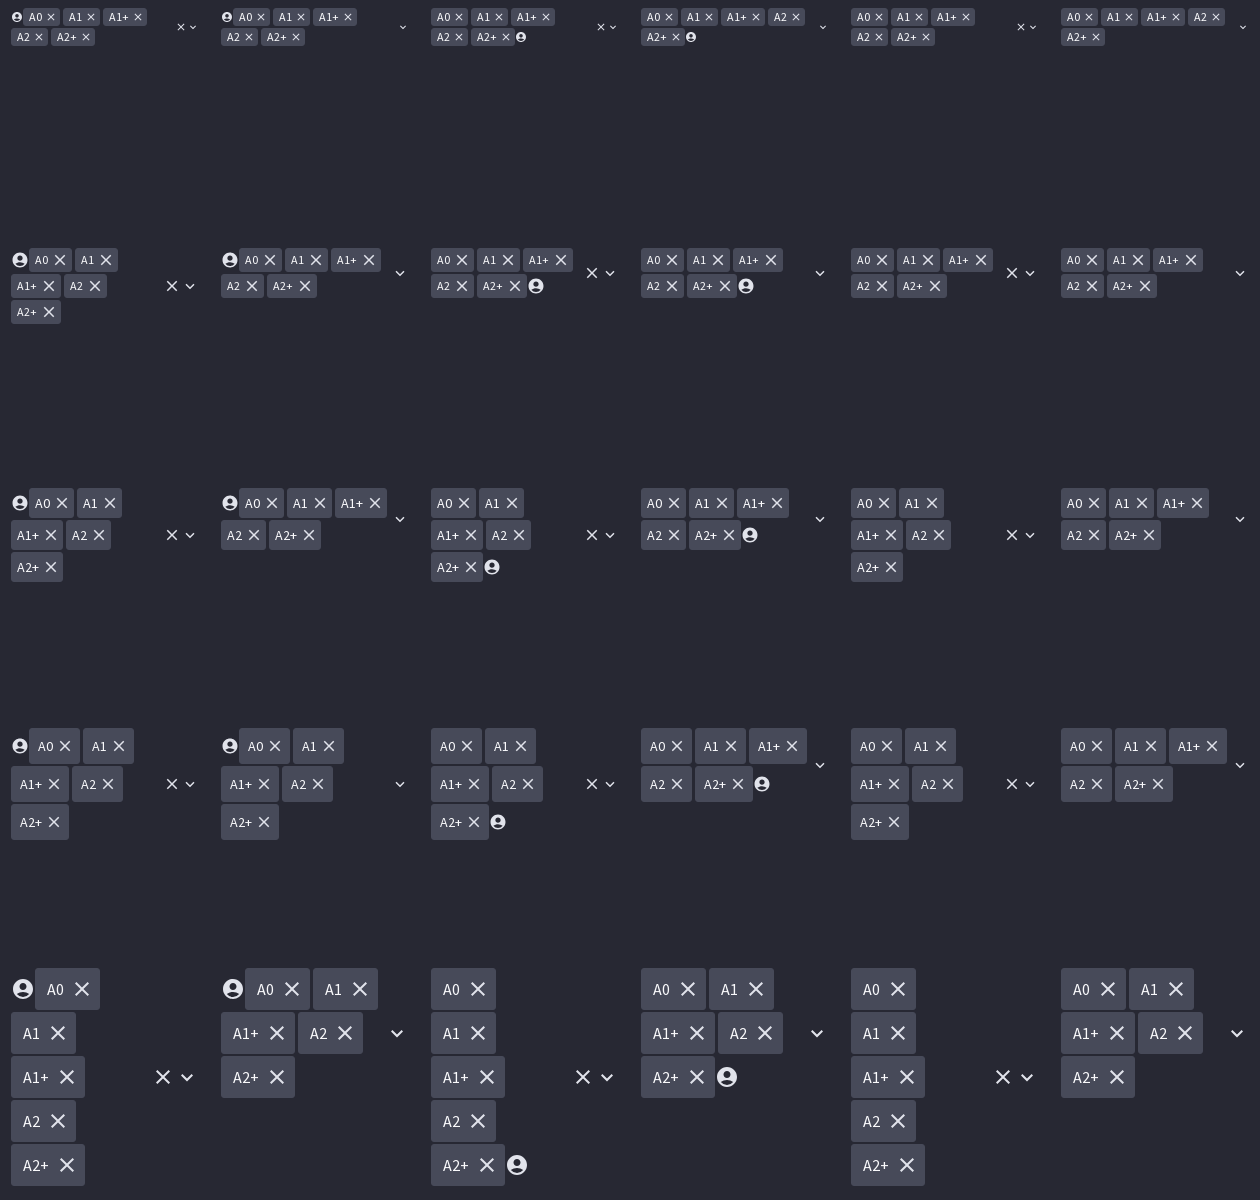 A0 A1 A1+ A0 A1 A1+ A0 A1 A1+ A0 A1 A1+ A2 A0 A1 A1+ A0 A1 A1+ A2
A2 A2+ A2 A2+ A2 A2+ A2+ A2 A2+ A2+
A0 A1 A0 A1 A1+ A0 A1 A1+ A0 A1 A1+ A0 A1 A1+ A0 A1 A1+
A1+ A2 A2 A2+ A2 A2+ A2 A2+ A2 A2+ A2 A2+
A2+
A0 A1 A0 A1 A1+ A0 A1 A0 A1 A1+ A0 A1 A0 A1 A1+
A1+ A2 A2 A2+ A1+ A2 A2 A2+ A1+ A2 A2 A2+
A2+ A2+ A2+
A0 A1 A0 A1 A0 A1 A0 A1 A1+ A0 A1 A0 A1 A1+
A1+ A2 A1+ A2 A1+ A2 A2 A2+ A1+ A2 A2 A2+
A2+ A2+ A2+ A2+
A0 A0 A1 A0 A0 A1 A0 A0 A1
A1 A1+ A2 A1 A1+ A2 A1 A1+ A2
A1+ A2+ A1+ A2+ A1+ A2+
A2 A2 A2
A2+ A2+ A2+